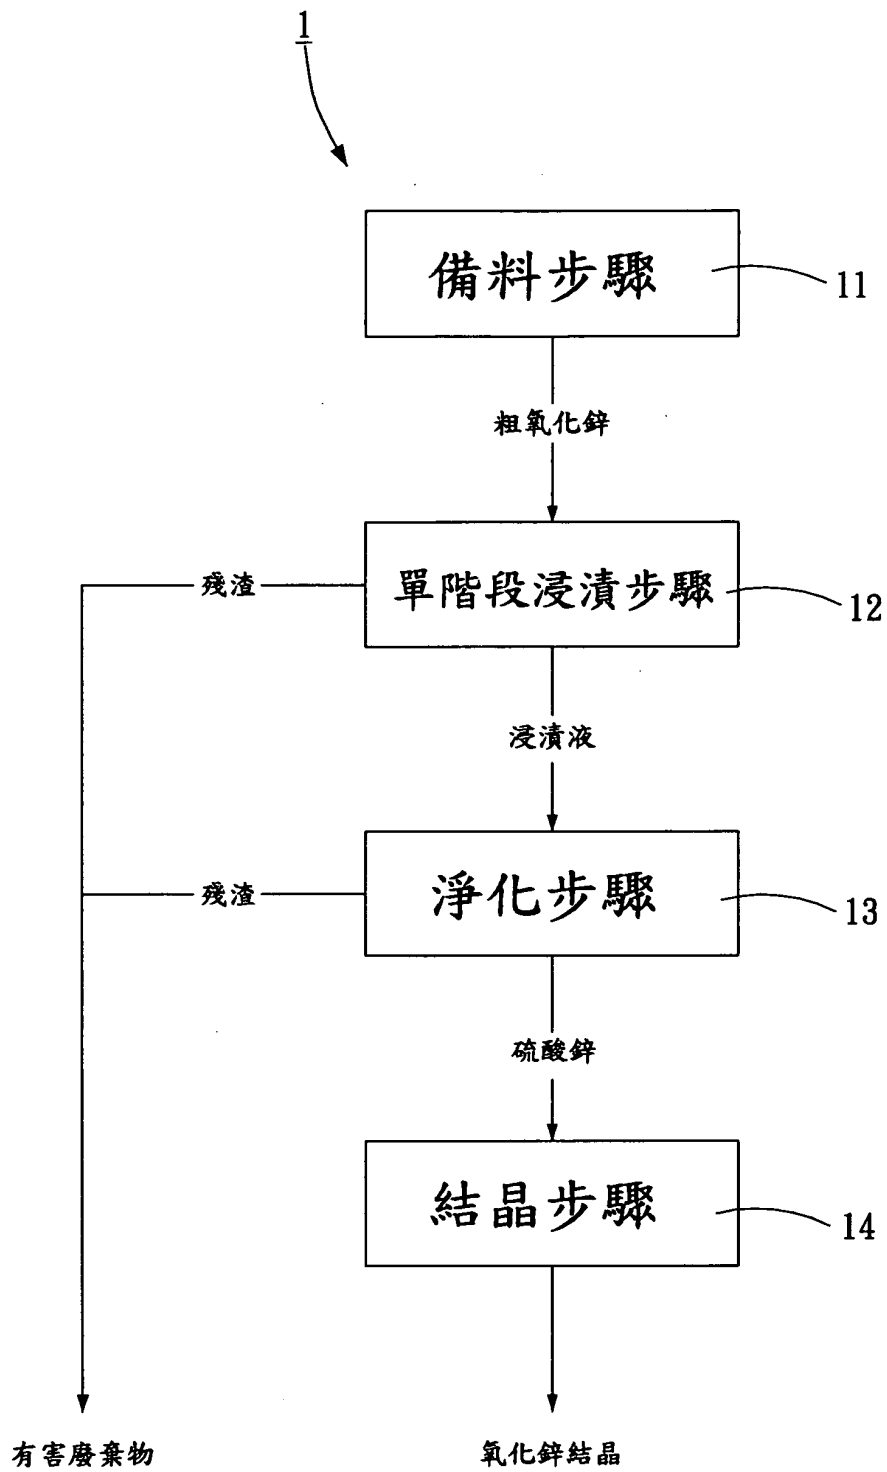 1
備料步驟
11
粗氧化鋅
殘渣
單階段浸漬步驟
12
浸漬液
殘渣
淨化步驟
13
硫酸鋅
結晶步驟
14
有害廢棄物
氧化鋅結晶